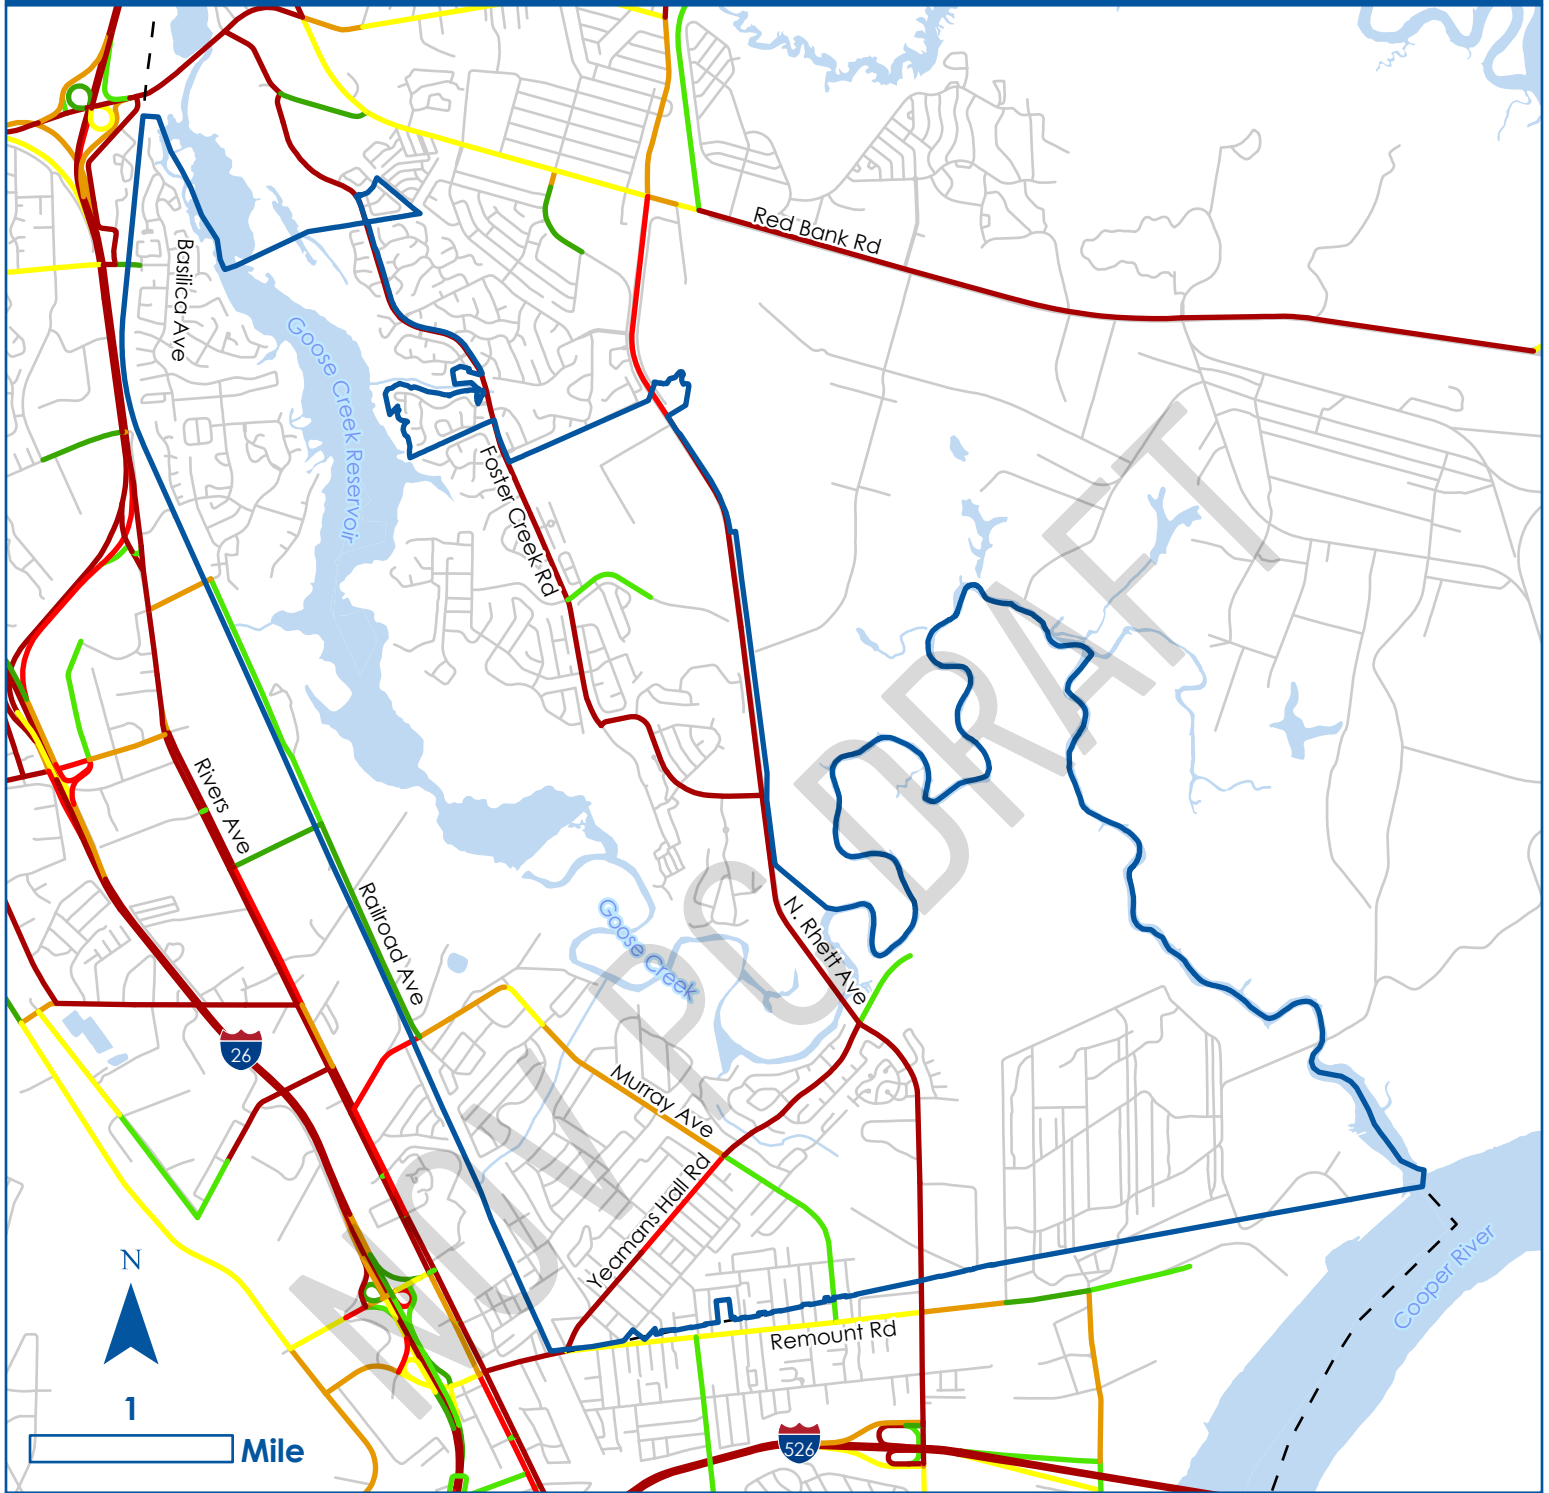 Red Bank Rd
Basilica Ave
Goose Creek Reservoir
Foster Creek Rd
Rivers Ave
Railroad Ave
Goose Creek
N. Rhett Ave
26
Murray Ave
Yeamans Hall Rd
N
Cooper River
Remount Rd
1
Mile
526